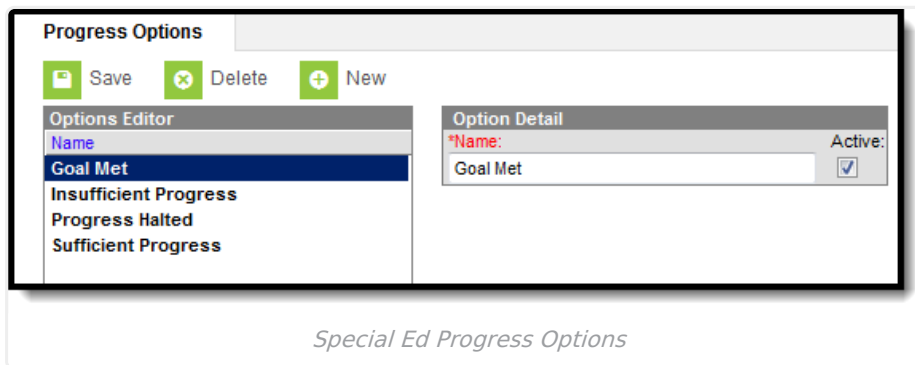 Progress Options
Save Delete New
Options Editor
Name
Goal Met
Insufficient Progress
Progress Halted
Sufficient Progress
Option Detail
*Name: Active:
Goal Met
Special Ed Progress Options